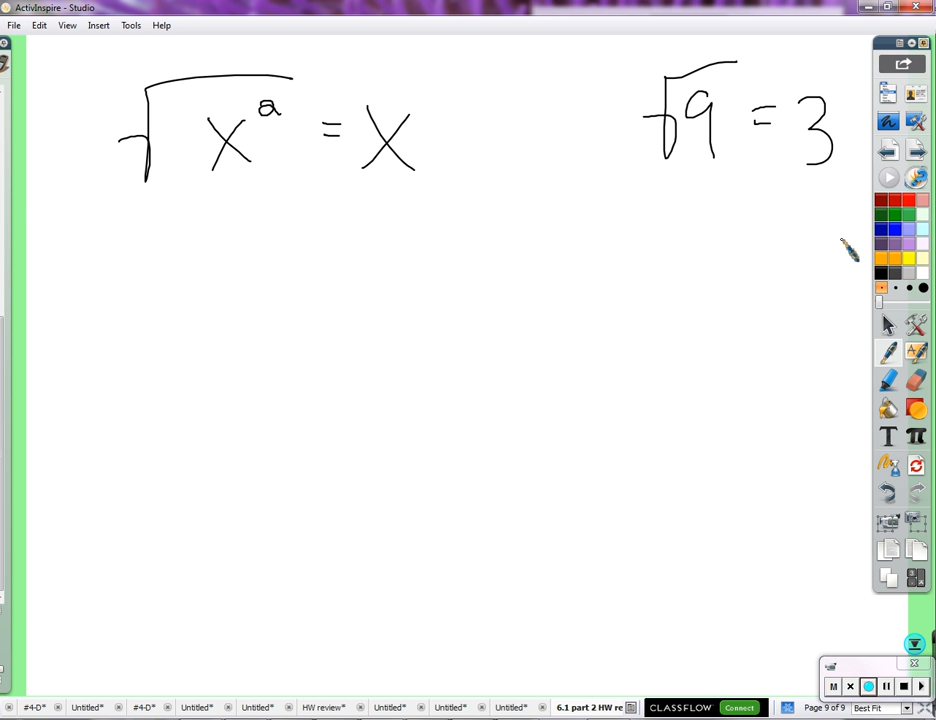 ActivInspire - Studio
File Edit View Insert Tools Help
√x² = x
√9 = 3
#4-D* Untitled* #4-D* Untitled* Untitled* HW review* Untitled* Untitled* Untitled* 6.1 part 2 HW re CLASSFLOW Connect Page 9 of 9 Best Fit
M
T π